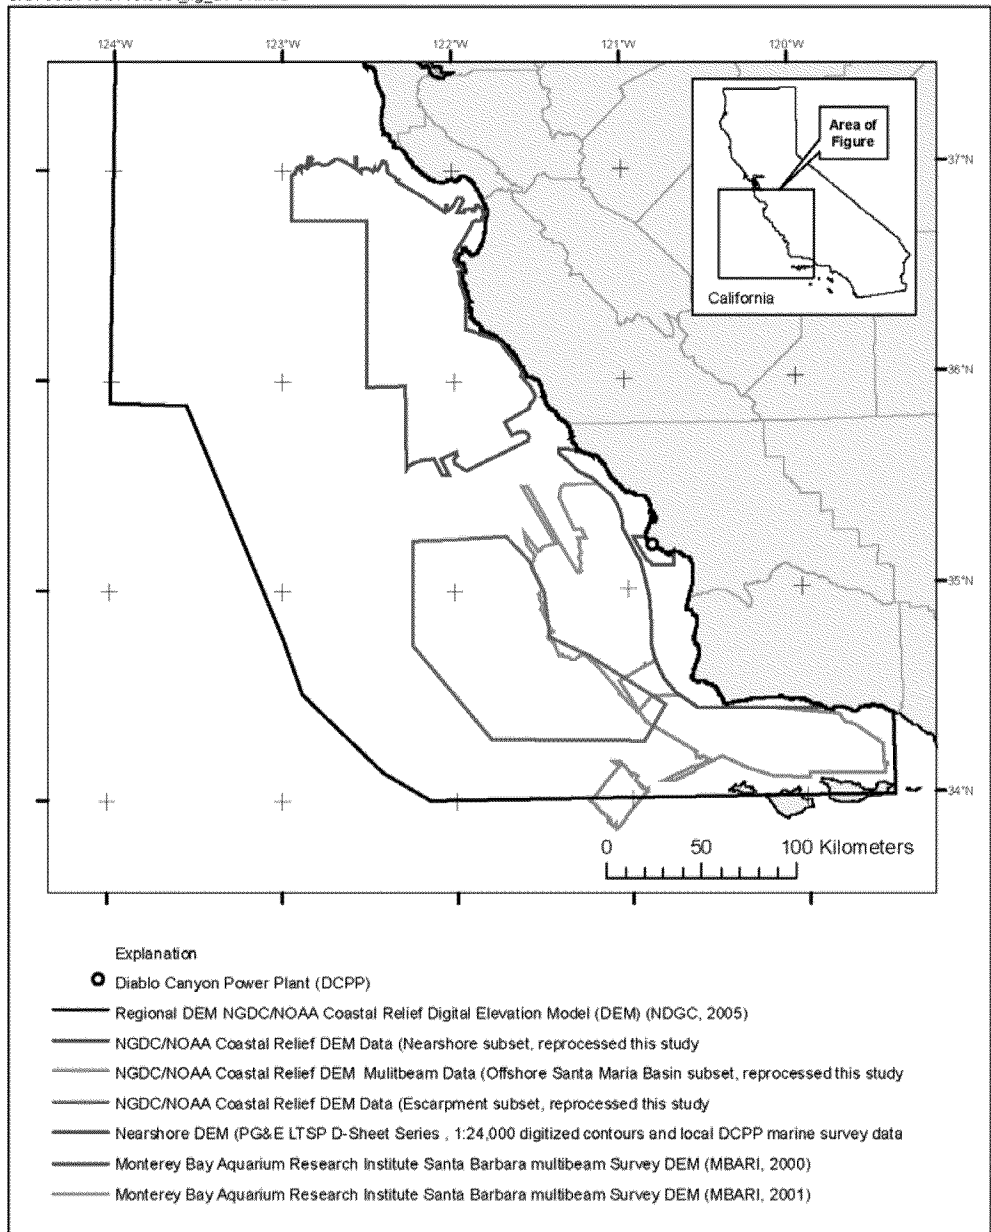 124°W 123°W 122°W 121°W 120°W
Area of
Figure
California
37°N
36°N
35°N
34°N
0 50 100 Kilometers
Explanation
Diablo Canyon Power Plant (DCPP)
Regional DEM NGDC/NOAA Coastal Relief Digital Elevation Model (DEM) (NDGC, 2005)
NGDC/NOAA Coastal Relief DEM Data (Nearshore subset, reprocessed this study
NGDC/NOAA Coastal Relief DEM Mulitbeam Data (Offshore Santa Maria Basin subset, reprocessed this study
NGDC/NOAA Coastal Relief DEM Data (Escarpment subset, reprocessed this study
Nearshore DEM (PG&E LTSP D-Sheet Series , 1:24,000 digitized contours and local DCPP marine survey data
Monterey Bay Aquarium Research Institute Santa Barbara multibeam Survey DEM (MBARI, 2000)
Monterey Bay Aquarium Research Institute Santa Barbara multibeam Survey DEM (MBARI, 2001)